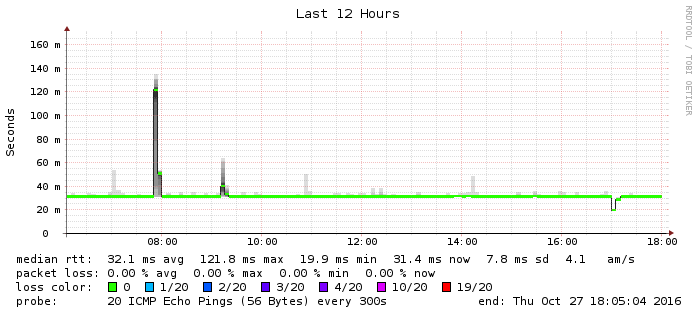 Last 12 Hours
RRDTOOL / TOBI OETIKER
Seconds
160 m
140 m
120 m
100 m
80 m
60 m
40 m
20 m
0
08:00 10:00 12:00 14:00 16:00 18:00
median rtt: 32.1 ms avg 121.8 ms max 19.9 ms min 31.4 ms now 7.8 ms sd 4.1 am/s
packet loss: 0.00 % avg 0.00 % max 0.00 % min 0.00 % now
loss color: 0 1/20 2/20 3/20 4/20 10/20 19/20
probe: 20 ICMP Echo Pings (56 Bytes) every 300s end: Thu Oct 27 18:05:04 2016